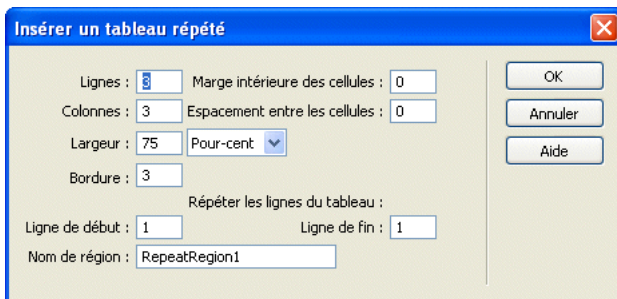 Insérer un tableau répété
Lignes : 3 Marge intérieure des cellules : 0 OK
Colonnes : 3 Espacement entre les cellules : 0 Annuler
Largeur : 75 Pour-cent Aide
Bordure : 3
Répéter les lignes du tableau :
Ligne de début : 1 Ligne de fin : 1
Nom de région : RepeatRegion1